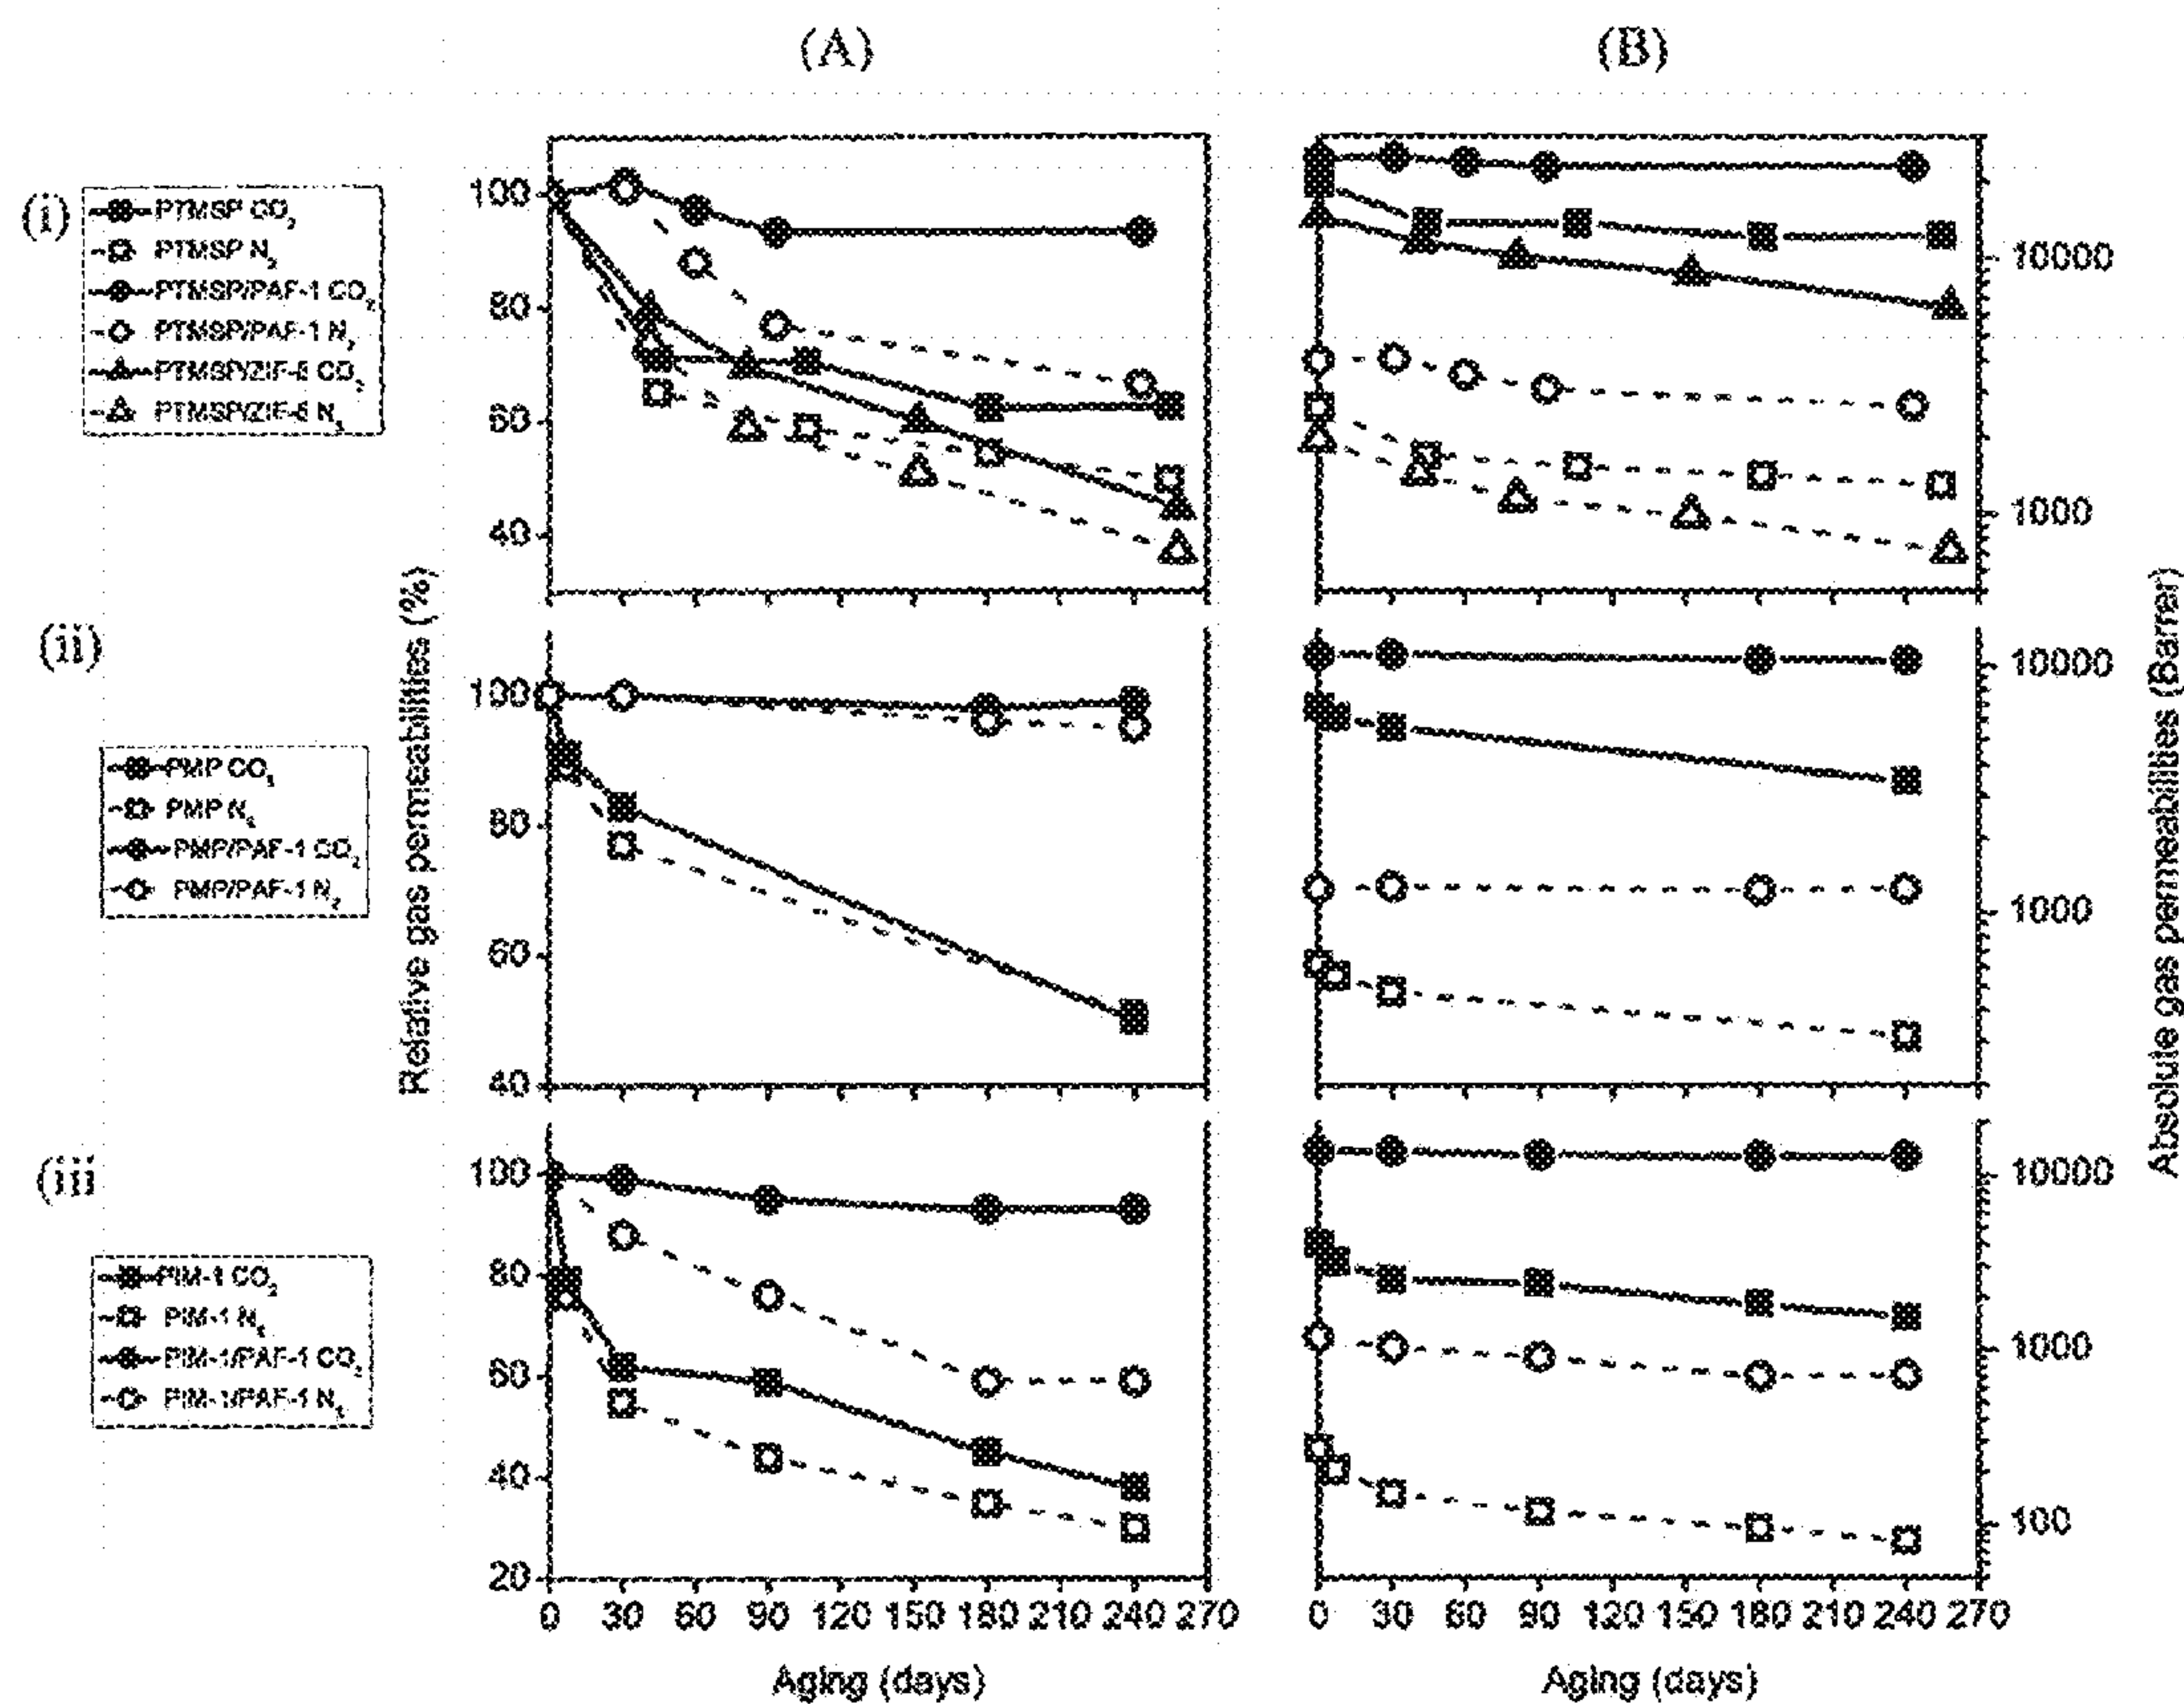 (A)
(B)
(i)
PTMSP CO2
PTMSP N2
PTMSP/PAF-1 CO2
PTMSP/PAF-1 N2
PTMSP/ZIF-8 CO2
PTMSP/ZIF-8 N2
100
80
60
40
10000
1000
(ii)
PMP CO2
PMP N2
PMP/PAF-1 CO2
PMP/PAF-1 N2
100
80
60
40
10000
1000
(iii
PIM-1 CO2
PIM-1 N2
PIM-1/PAF-1 CO2
PIM-1/PAF-1 N2
100
80
60
40
20
10000
1000
100
Relative gas permeabilities (%)
Absolute gas permeabilities (Barrer)
0 30 60 90 120 150 180 210 240 270
0 30 60 90 120 150 180 210 240 270
Aging (days)
Aging (days)